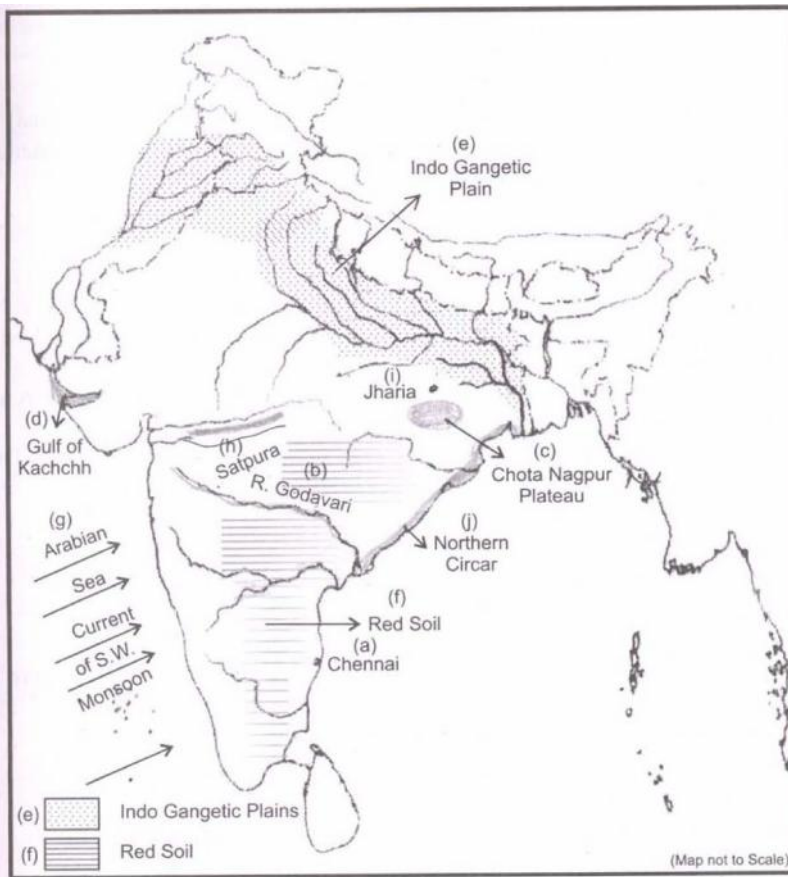 (e)
Indo Gangetic
Plain
(i)
Jharia
(d)
Gulf of
Kachchh
(h)
Satpura
(b)
R. Godavari
(c)
Chota Nagpur
Plateau
(g)
Arabian
Sea
Current
of S.W.
Monsoon
(j)
Northern
Circar
(f)
Red Soil
(a)
Chennai
(e) Indo Gangetic Plains
(f) Red Soil
(Map not to Scale)